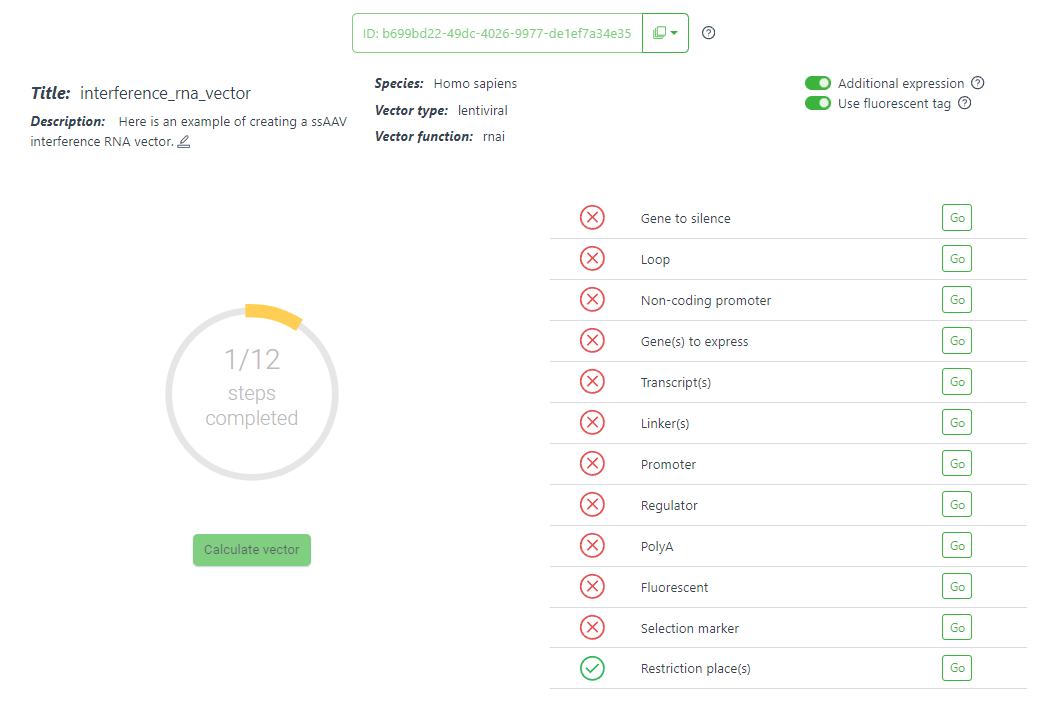 ID: b699bd22-49dc-4026-9977-de1ef7a34e35
Title: interference_rna_vector
Description: Here is an example of creating a ssAAV
interference RNA vector.
Species: Homo sapiens
Vector type: lentiviral
Vector function: rnai
Additional expression
Use fluorescent tag
1/12
steps
completed
Calculate vector
Gene to silence Go
Loop Go
Non-coding promoter Go
Gene(s) to express Go
Transcript(s) Go
Linker(s) Go
Promoter Go
Regulator Go
PolyA Go
Fluorescent Go
Selection marker Go
Restriction place(s) Go